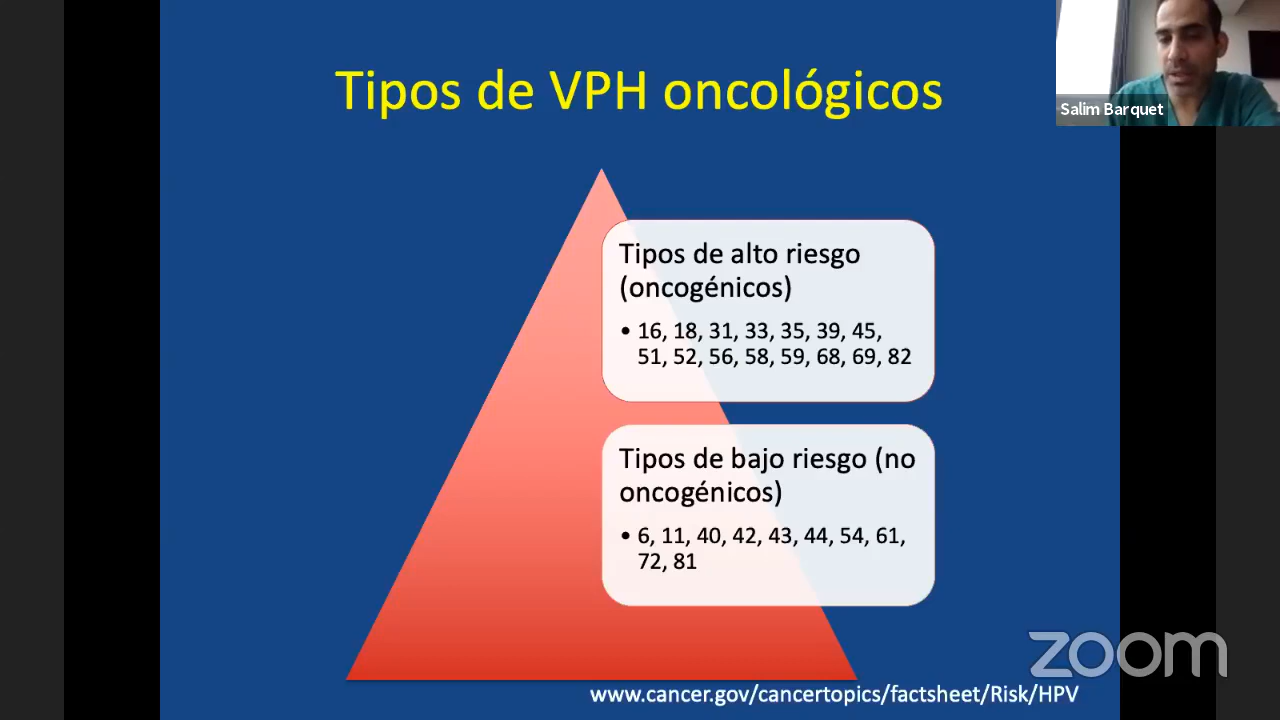 Tipos de VPH oncológicos
Salim Barquet
Tipos de alto riesgo
(oncogénicos)
• 16, 18, 31, 33, 35, 39, 45,
51, 52, 56, 58, 59, 68, 69, 82
Tipos de bajo riesgo (no
oncogénicos)
• 6, 11, 40, 42, 43, 44, 54, 61,
72, 81
zoom
www.cancer.gov/cancertopics/factsheet/Risk/HPV